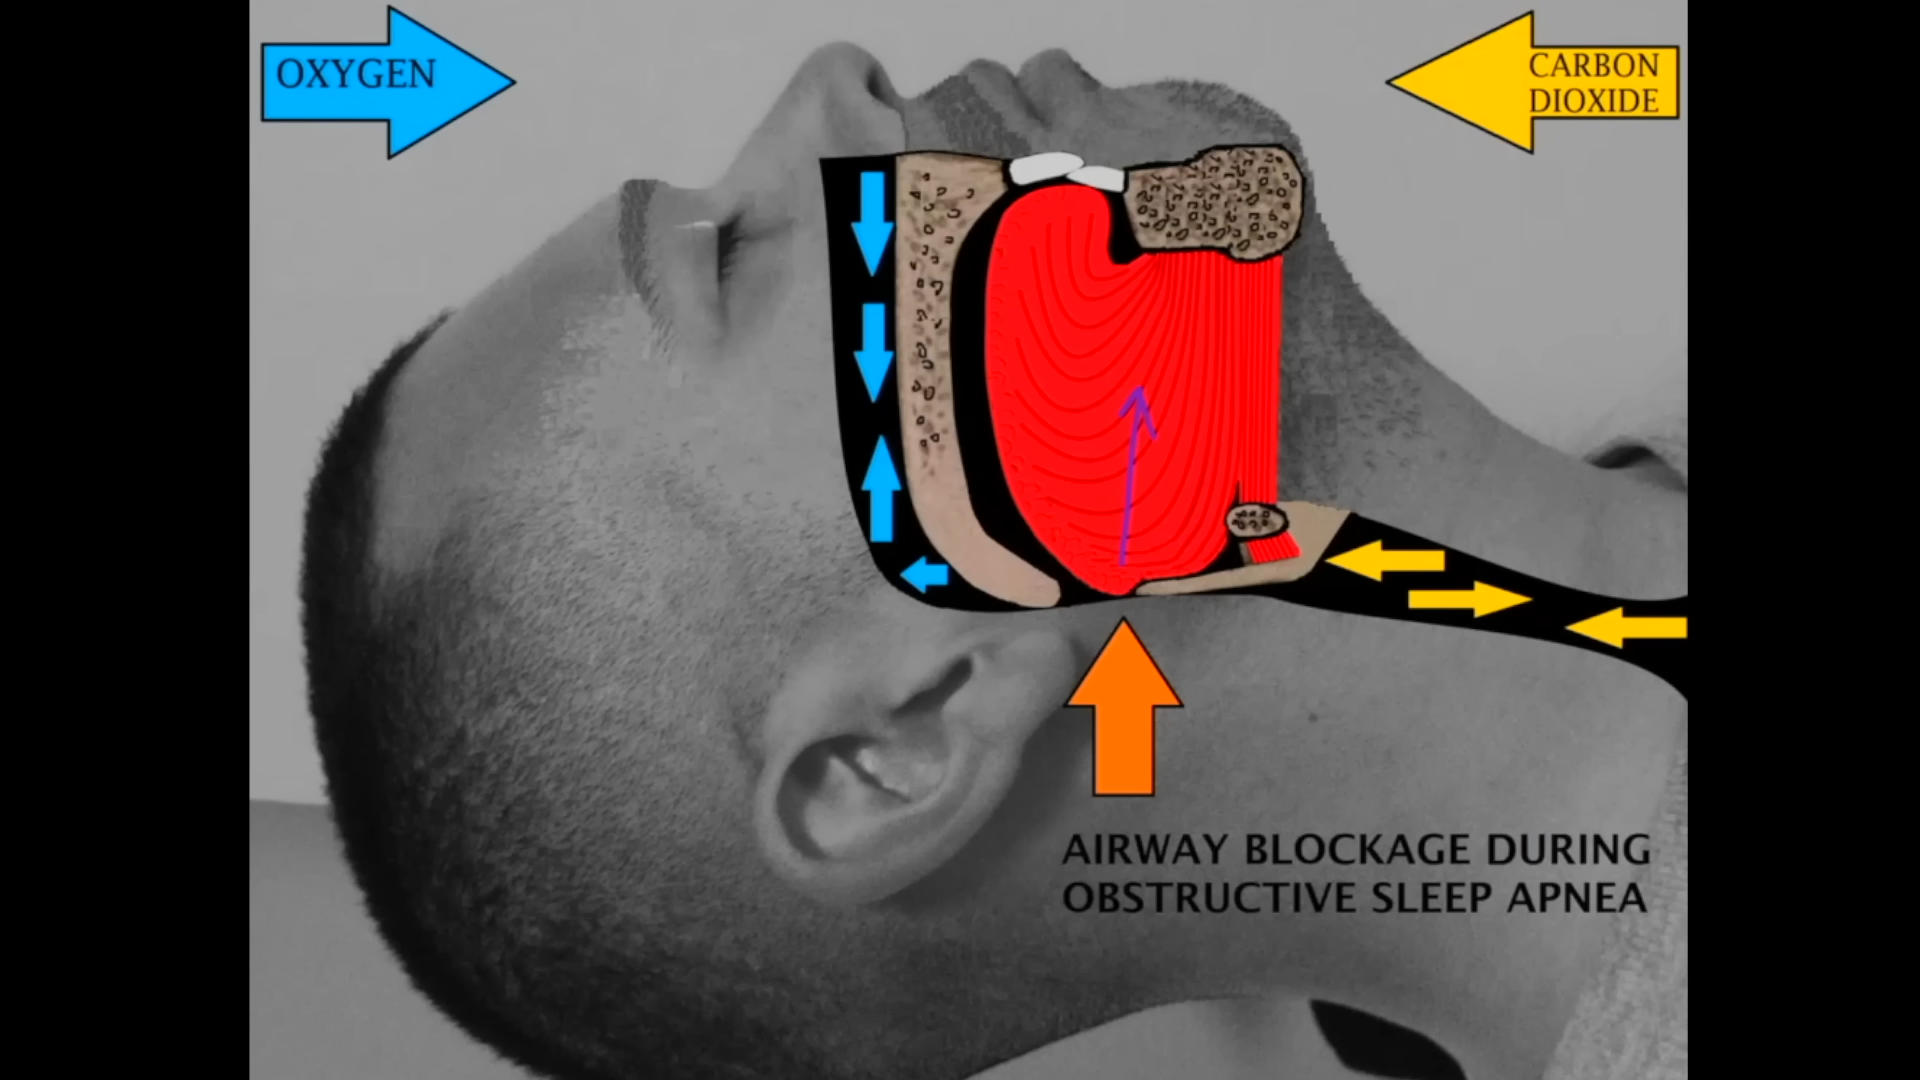 OXYGEN
CARBON
DIOXIDE
AIRWAY BLOCKAGE DURING
OBSTRUCTIVE SLEEP APNEA